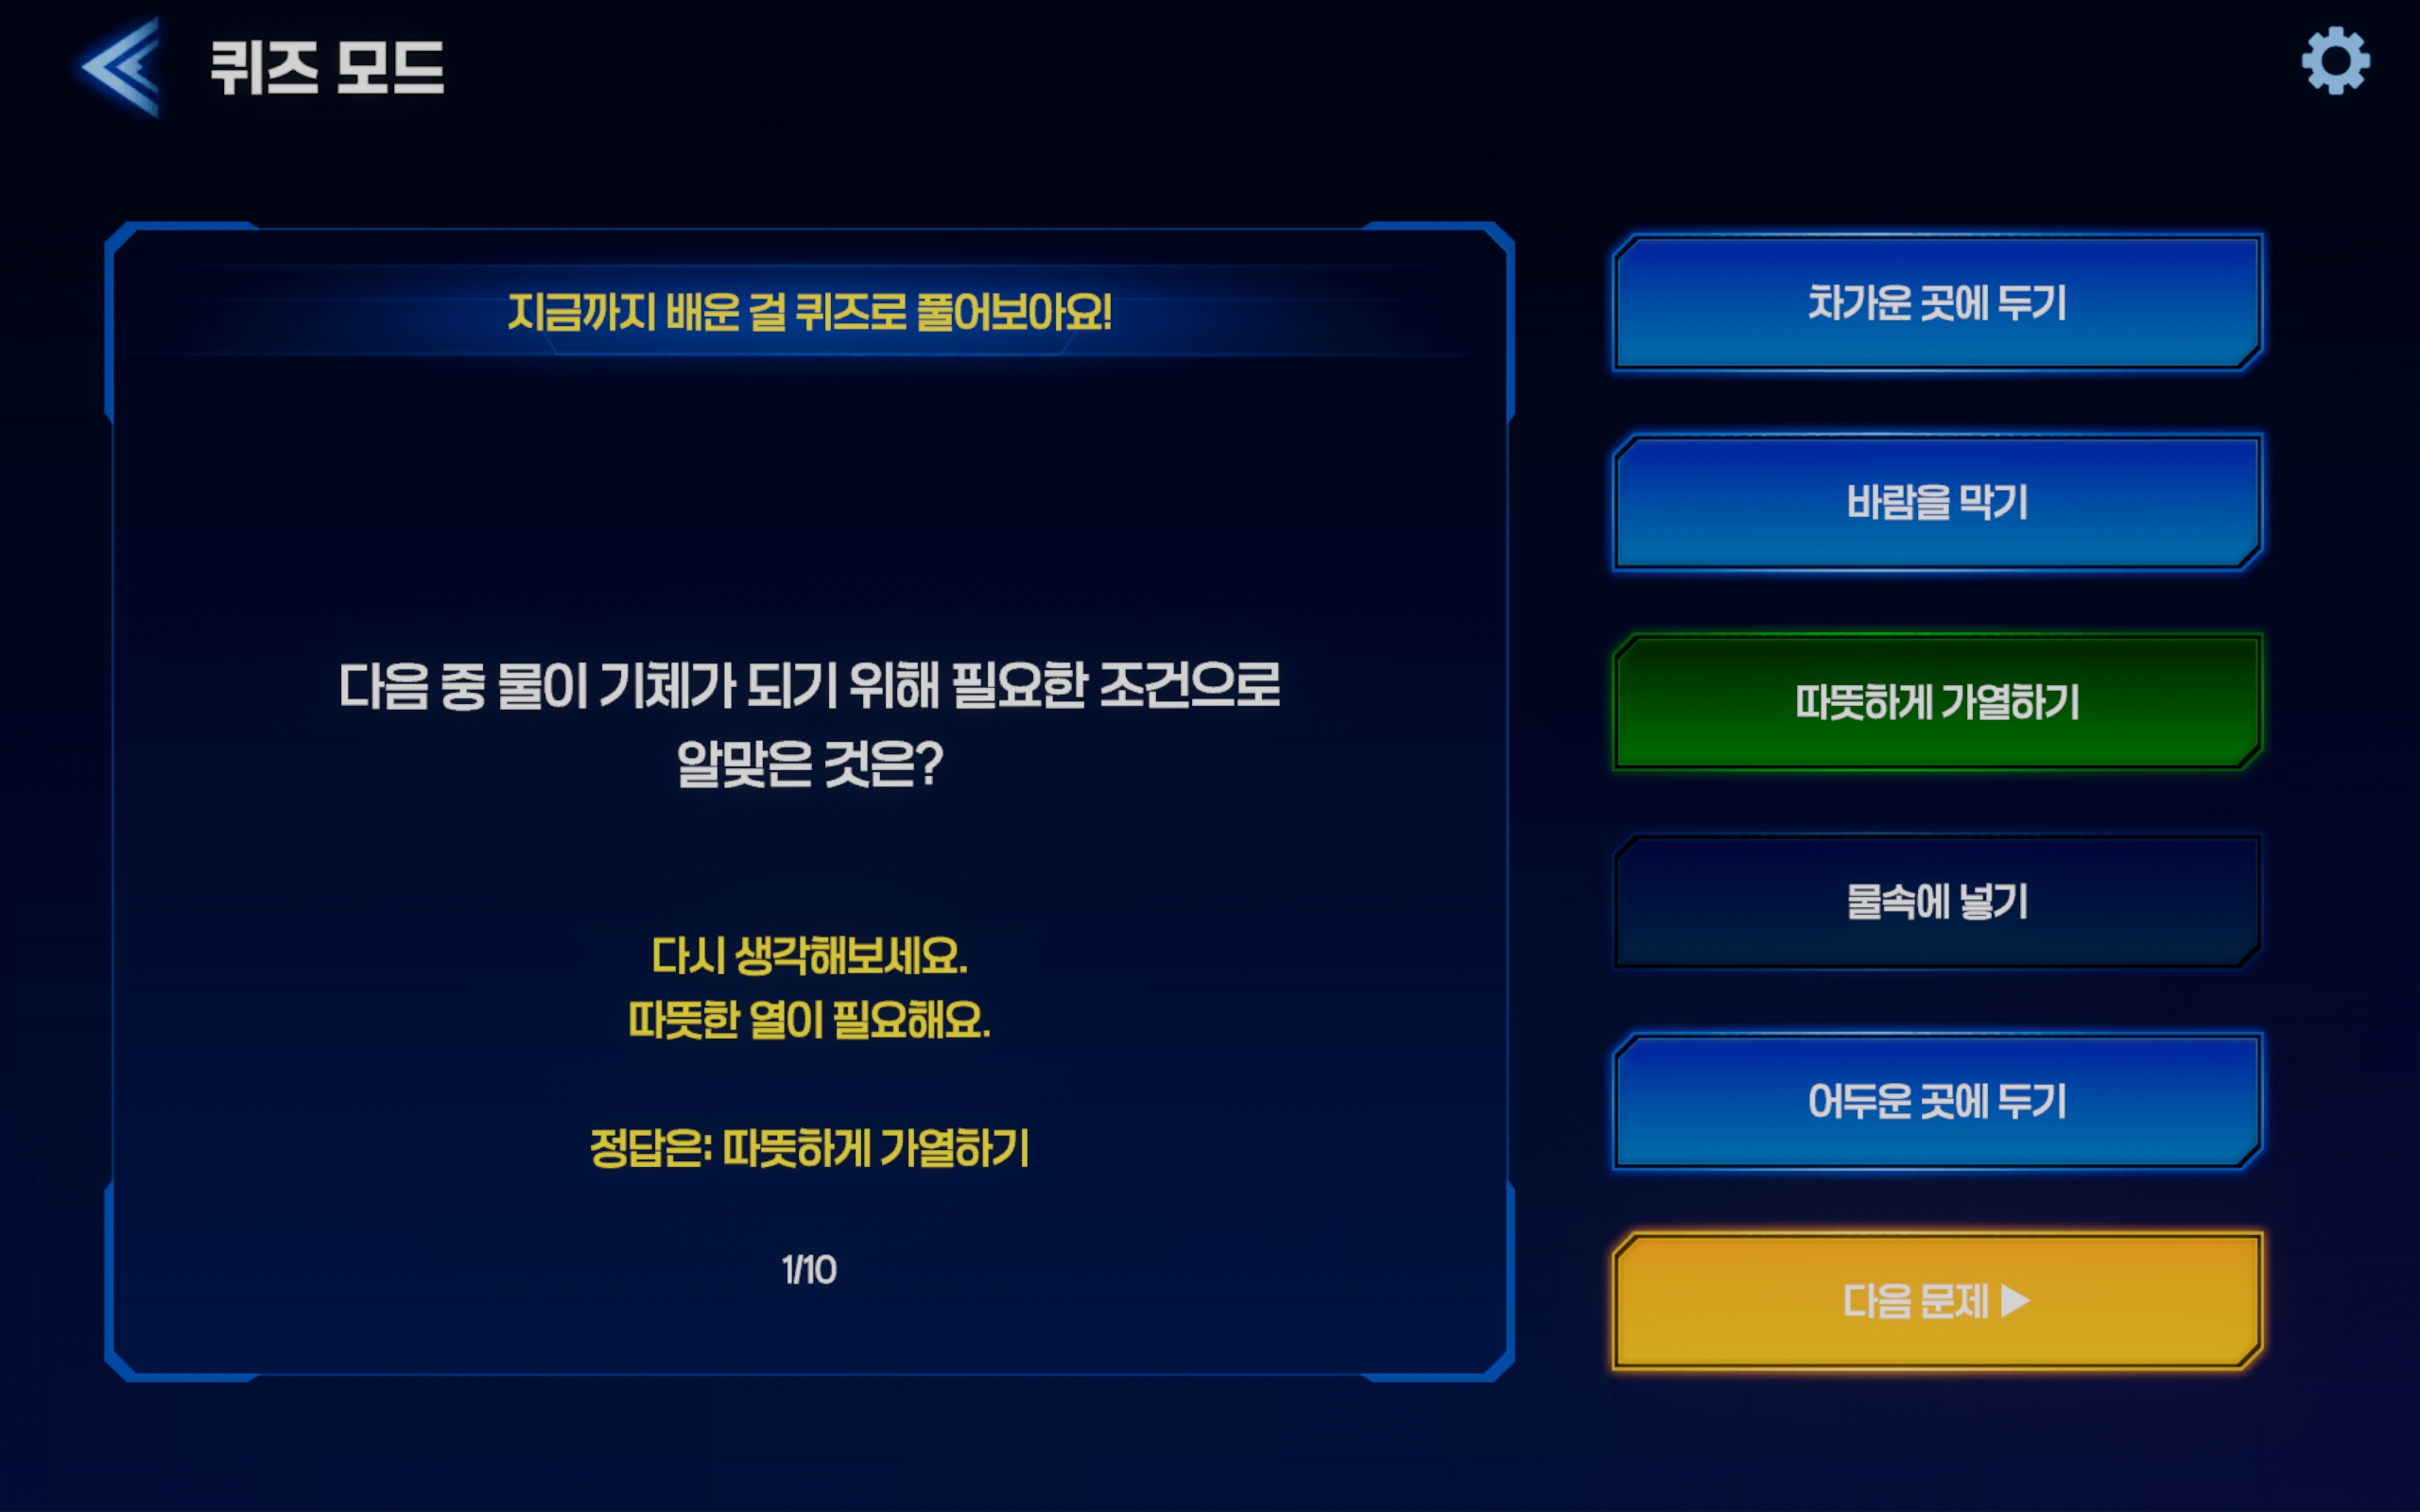 퀴즈 모드
지금까지 배운 걸 퀴즈로 풀어보아요!
다음 중 물이 기체가 되기 위해 필요한 조건으로
알맞은 것은?
다시 생각해보세요.
따뜻한 열이 필요해요.
정답은: 따뜻하게 가열하기
1/10
차가운 곳에 두기
바람을 막기
따뜻하게 가열하기
물속에 넣기
어두운 곳에 두기
다음 문제 ▶